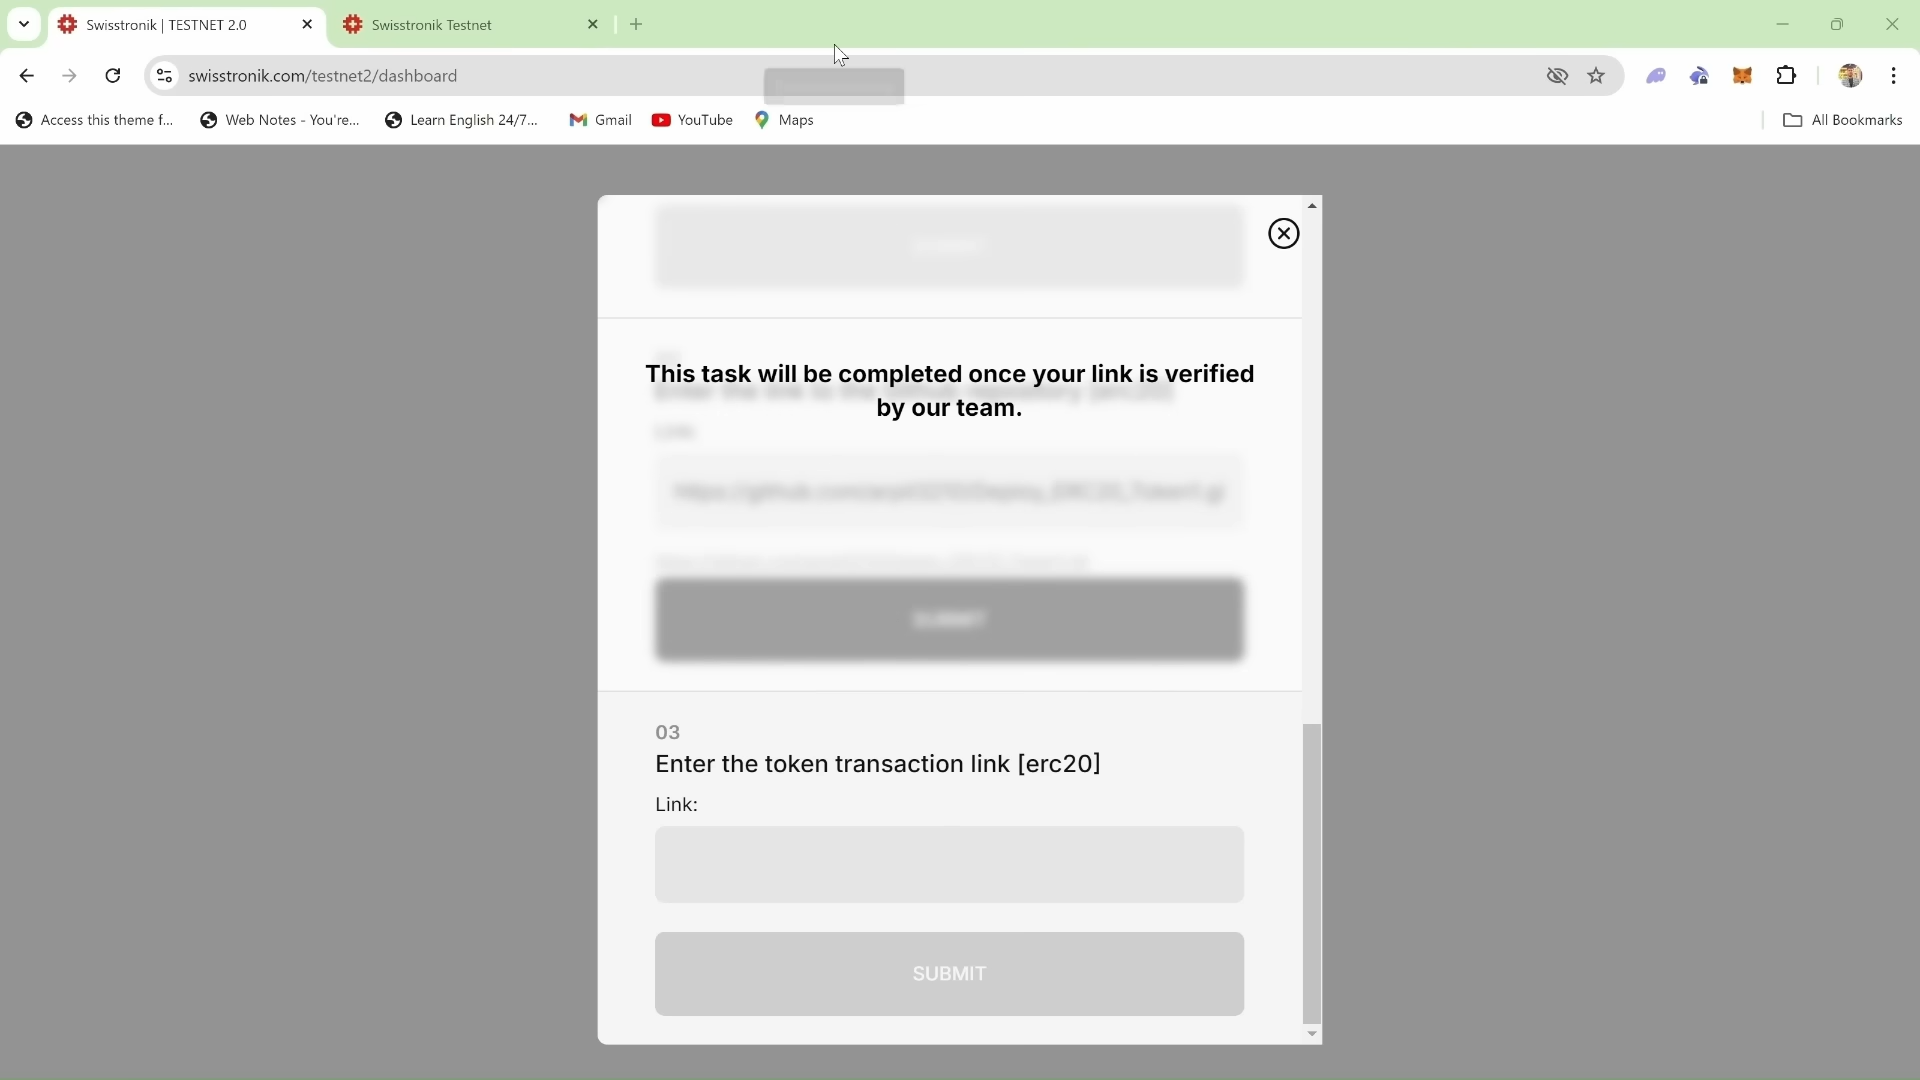 Swisstronik | TESTNET 2.0
Swisstronik Testnet
swisstronik.com/testnet2/dashboard
Access this theme f...
Web Notes - You're...
Learn English 24/7...
Gmail
YouTube
Maps
All Bookmarks
This task will be completed once your link is verified
by our team.
SUBMIT
03
Enter the token transaction link [erc20]
Link:
SUBMIT